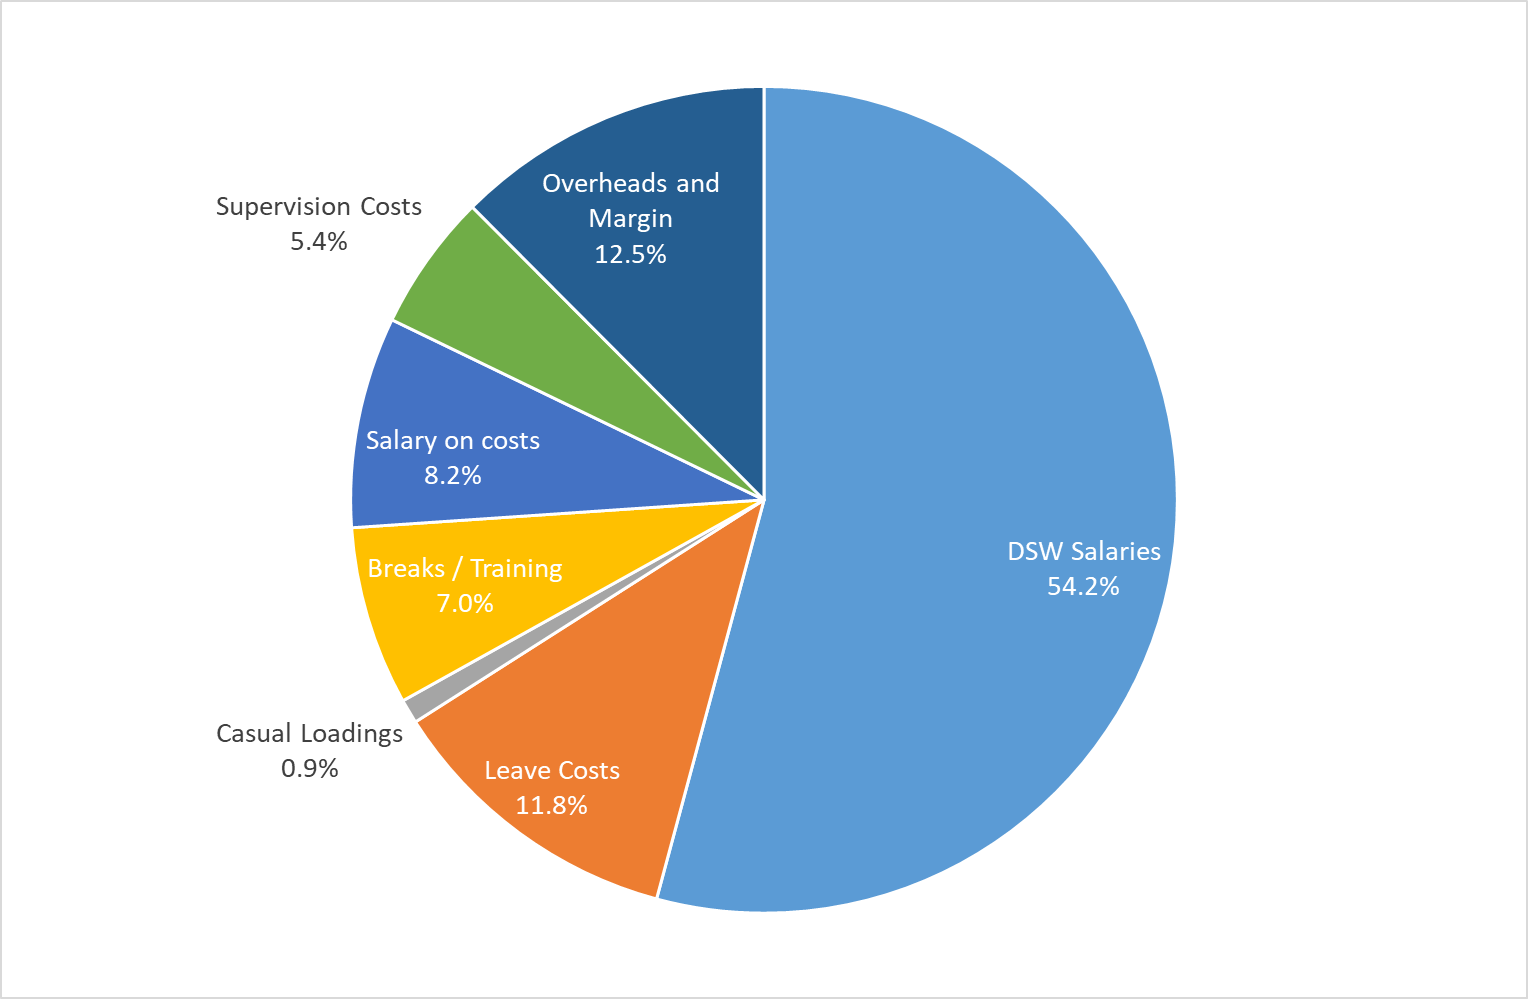 Overheads and
Margin
12.5%
Supervision Costs
5.4%
Salary on costs
8.2%
DSW Salaries
54.2%
Breaks / Training
7.0%
Casual Loadings
0.9%
Leave Costs
11.8%